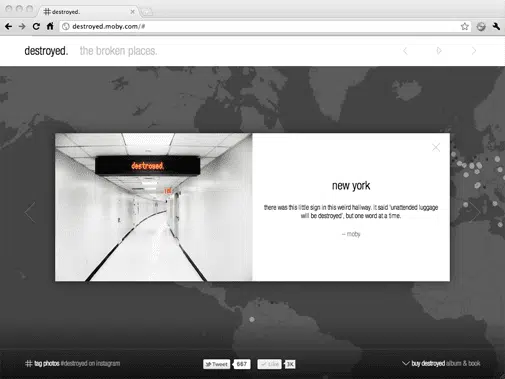 destroyed.
destroyed.moby.com/#
destroyed. the broken places.
destroyed.
new york
there was this little sign in this weird hallway. it said 'unattended luggage
will be destroyed', but one word at a time.
– moby
tag photos #destroyed on instagram
Tweet 667
Like 3K
buy destroyed album & book